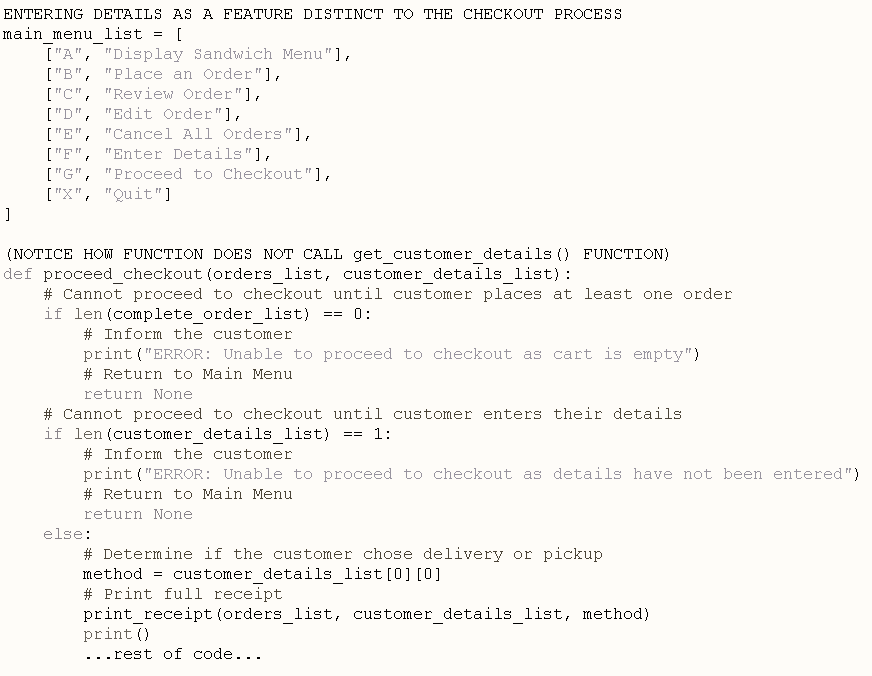 ENTERING DETAILS AS A FEATURE DISTINCT TO THE CHECKOUT PROCESS
main_menu_list = [
    ["A", "Display Sandwich Menu"],
    ["B", "Place an Order"],
    ["C", "Review Order"],
    ["D", "Edit Order"],
    ["E", "Cancel All Orders"],
    ["F", "Enter Details"],
    ["G", "Proceed to Checkout"],
    ["X", "Quit"]
]

(NOTICE HOW FUNCTION DOES NOT CALL get_customer_details() FUNCTION)
def proceed_checkout(orders_list, customer_details_list):
    # Cannot proceed to checkout until customer places at least one order
    if len(complete_order_list) == 0:
        # Inform the customer
        print("ERROR: Unable to proceed to checkout as cart is empty")
        # Return to Main Menu
        return None
    # Cannot proceed to checkout until customer enters their details
    if len(customer_details_list) == 1:
        # Inform the customer
        print("ERROR: Unable to proceed to checkout as details have not been entered")
        # Return to Main Menu
        return None
    else:
        # Determine if the customer chose delivery or pickup
        method = customer_details_list[0][0]
        # Print full receipt
        print_receipt(orders_list, customer_details_list, method)
        print()
        ...rest of code...